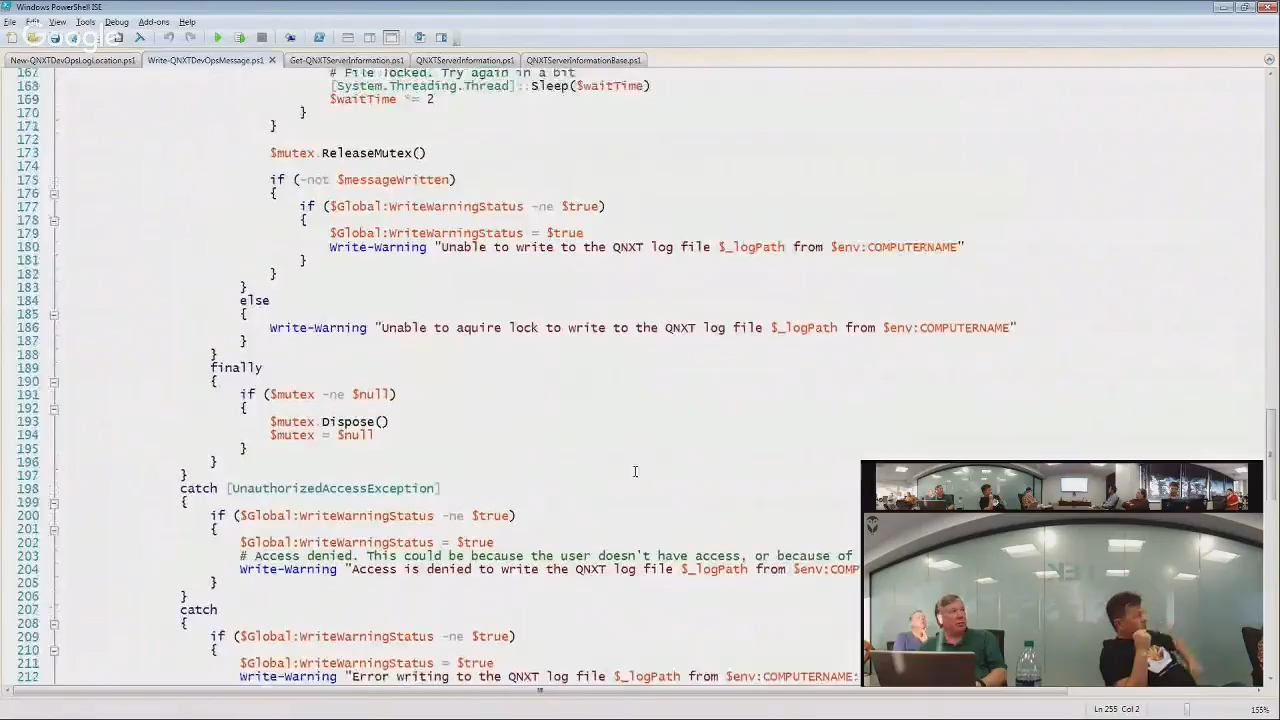 Windows PowerShell ISE
File Edit View Tools Debug Add-ons Help
Google
New-QNXTDevOpsLogLocation.ps1 Write-QNXTDevOpsMessage.ps1 Get-QNXTServerInformation.ps1 QNXTServerInformation.ps1 QNXTServerInformationBase.ps1
167 # File locked. Try again in a bit
168 [System.Threading.Thread]::Sleep($waitTime)
169 $waitTime *= 2
170 }
171 }
172
173 $mutex.ReleaseMutex()
174
175 if (-not $messageWritten)
176 {
177 if ($Global:WriteWarningStatus -ne $true)
178 {
179 $Global:WriteWarningStatus = $true
180 Write-Warning "Unable to write to the QNXT log file $_logPath from $env:COMPUTERNAME"
181 }
182 }
183 }
184 else
185 {
186 Write-Warning "Unable to aquire lock to write to the QNXT log file $_logPath from $env:COMPUTERNAME"
187 }
188 }
189 finally
190 {
191 if ($mutex -ne $null)
192 {
193 $mutex.Dispose()
194 $mutex = $null
195 }
196 }
197 }
198 catch [UnauthorizedAccessException]
199 {
200 if ($Global:WriteWarningStatus -ne $true)
201 {
202 $Global:WriteWarningStatus = $true
203 # Access denied. This could be because the user doesn't have access, or because of
204 Write-Warning "Access is denied to write the QNXT log file $_logPath from $env:COMP
205 }
206 }
207 catch
208 {
209 if ($Global:WriteWarningStatus -ne $true)
210 {
211 $Global:WriteWarningStatus = $true
212 Write-Warning "Error writing to the QNXT log file $_logPath from $env:COMPUTERNAME:
Ln 255 Col 2 155%